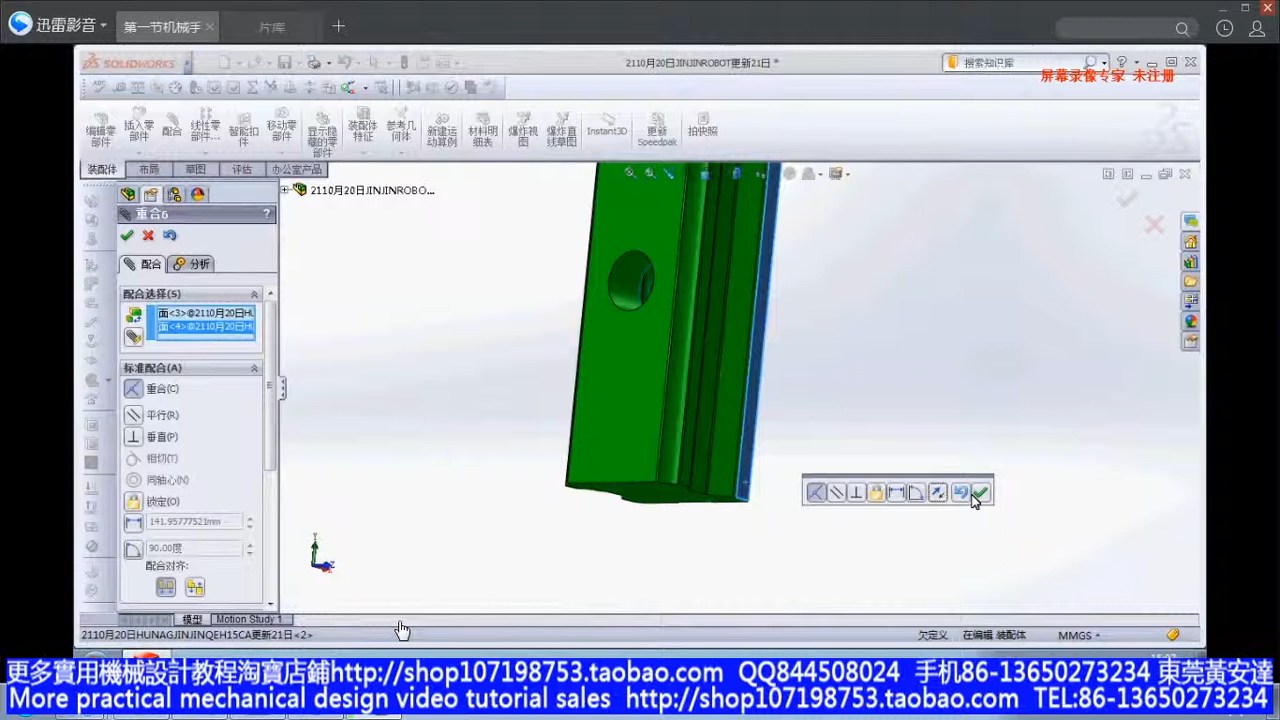 迅雷影音
第一节机械手
片库
SOLIDWORKS
2110月20日JINJINROBOT更新21日 *
搜索知识库
屏幕录像专家 未注册
编辑零部件
插入零部件
配合
线性零部件...
智能扣件
移动零部件
显示隐藏的零部件
装配体特征
参考几何体
新建运动算例
材料明细表
爆炸视图
爆炸直线草图
Instant3D
更新Speedpak
拍快照
装配体
布局
草图
评估
办公室产品
2110月20日JINJINROBO...
重合6
?
配合
分析
配合选择(S)
面<3>@2110月20日HU
面<4>@2110月20日HU
标准配合(A)
重合(C)
平行(R)
垂直(P)
相切(T)
同轴心(N)
锁定(O)
141.95777521mm
90.00度
配合对齐:
模型
Motion Study 1
2110月20日HUNAGJINJINQEH15CA更新21日<2>
欠定义
在编辑 装配体
MMGS
更多實用機械設計教程淘寶店鋪http://shop107198753.taobao.com QQ844508024 手机86-13650273234 東莞黃安達
More practical mechanical design video tutorial sales http://shop107198753.taobao.com TEL:86-13650273234